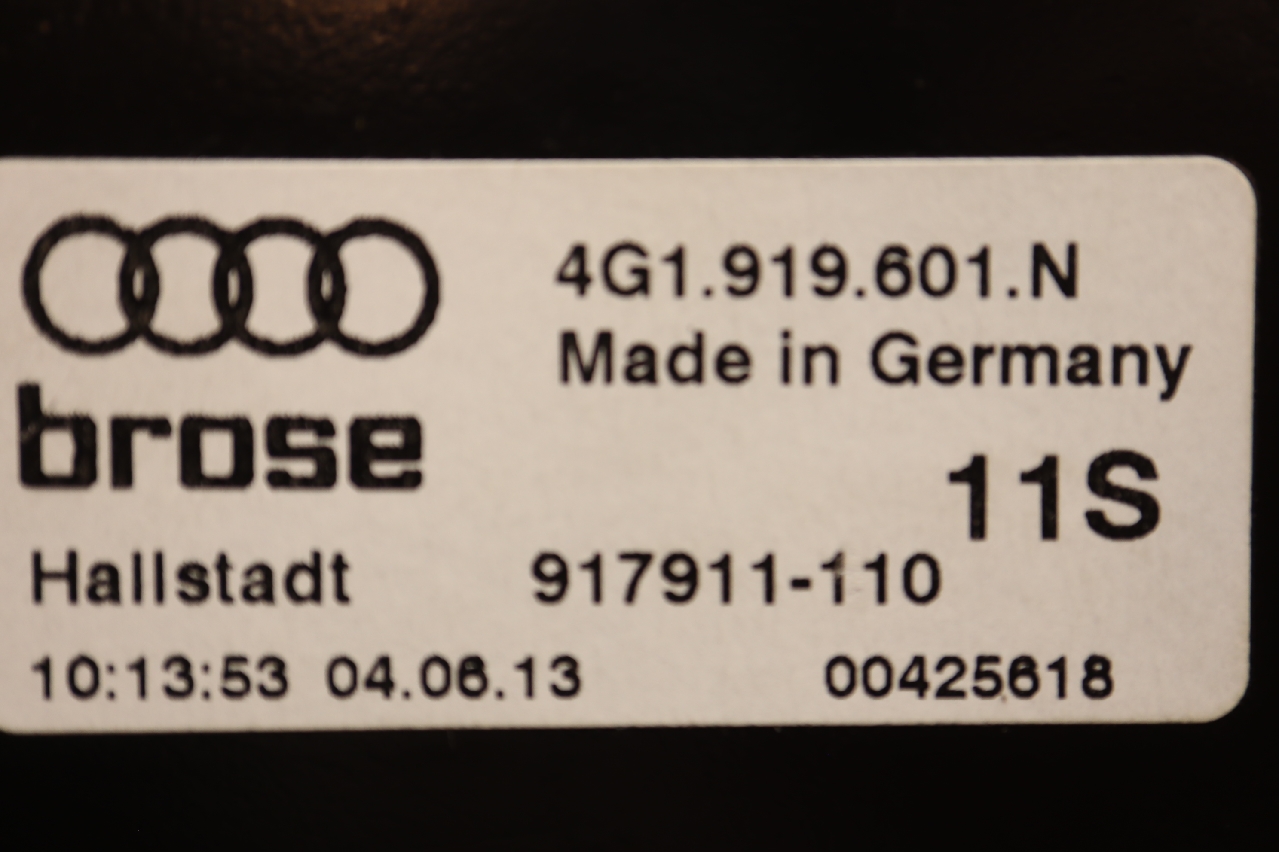 4G1.919.601.N
Made in Germany
brose
11S
Hallstadt 917911-110
10:13:53 04.06.13 00425618